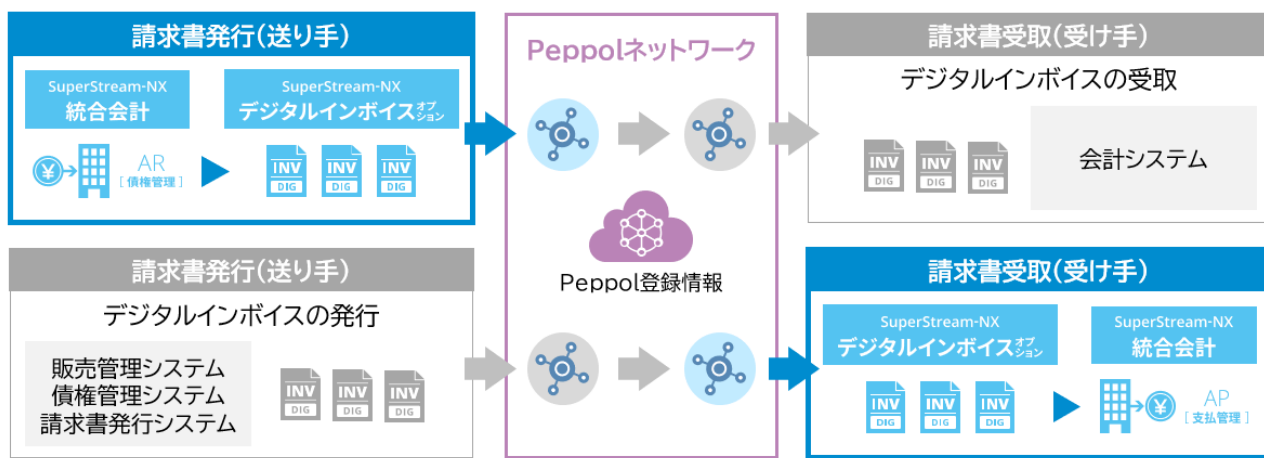 請求書発行(送り手)
SuperStream-NX
統合会計
SuperStream-NX
デジタルインボイスオプション
AR
[ 債権管理 ]
INV
DIG
INV
DIG
INV
DIG
Peppolネットワーク
Peppol登録情報
請求書受取(受け手)
デジタルインボイスの受取
INV
DIG
INV
DIG
INV
DIG
会計システム
請求書発行(送り手)
デジタルインボイスの発行
販売管理システム
債権管理システム
請求書発行システム
INV
DIG
INV
DIG
INV
DIG
請求書受取(受け手)
SuperStream-NX
デジタルインボイスオプション
SuperStream-NX
統合会計
INV
DIG
INV
DIG
INV
DIG
¥
AP
[ 支払管理 ]